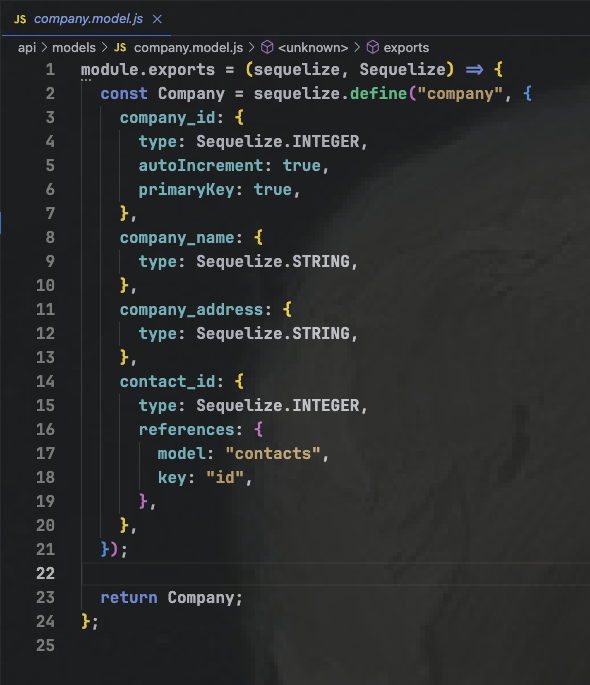 JS company.model.js ×
api > models > JS company.model.js > <unknown> > exports
1 module.exports = (sequelize, Sequelize) => {
2   const Company = sequelize.define("company", {
3     company_id: {
4       type: Sequelize.INTEGER,
5       autoIncrement: true,
6       primaryKey: true,
7     },
8     company_name: {
9       type: Sequelize.STRING,
10     },
11     company_address: {
12       type: Sequelize.STRING,
13     },
14     contact_id: {
15       type: Sequelize.INTEGER,
16       references: {
17         model: "contacts",
18         key: "id",
19       },
20     },
21   });
22
23   return Company;
24 };
25